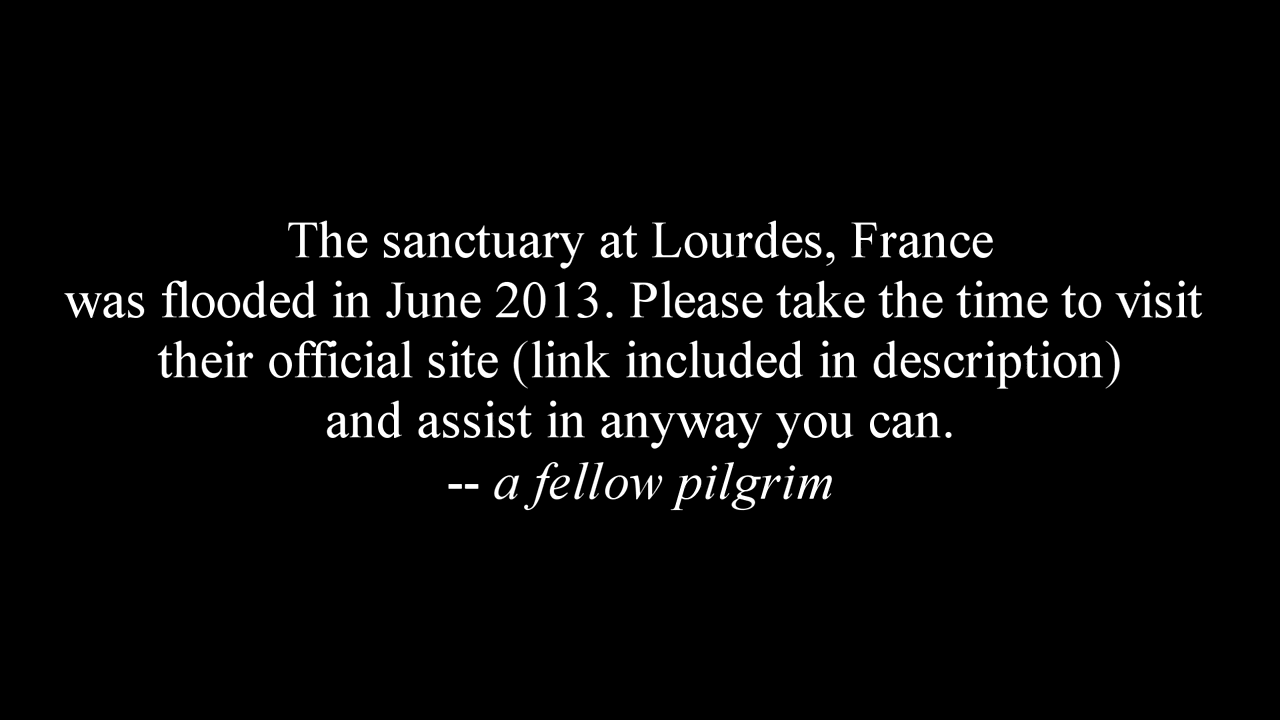 The sanctuary at Lourdes, France
was flooded in June 2013. Please take the time to visit
their official site (link included in description)
and assist in anyway you can.
-- a fellow pilgrim